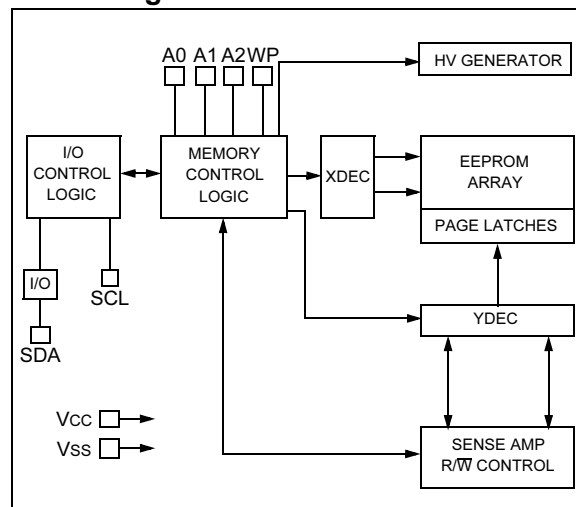 A0 A1 A2 WP
HV GENERATOR
I/O
CONTROL
LOGIC
MEMORY
CONTROL
LOGIC
XDEC
EEPROM
ARRAY
PAGE LATCHES
I/O
SCL
SDA
YDEC
VCC
VSS
SENSE AMP
R/W̅ CONTROL